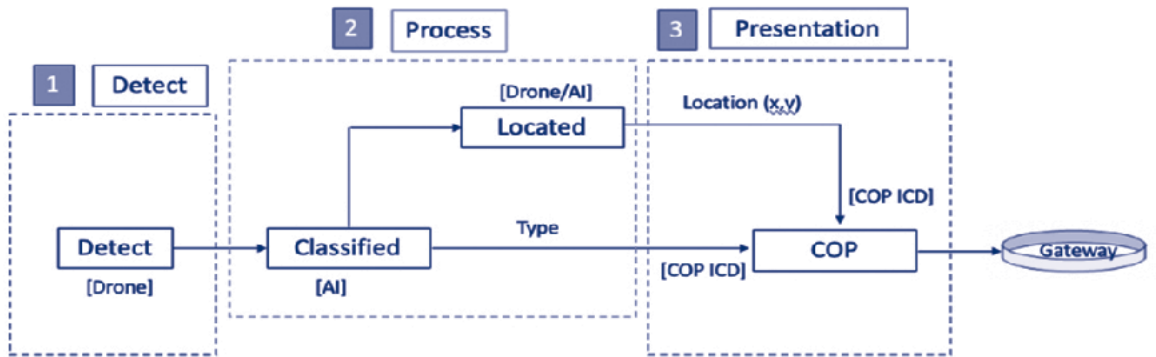 1 Detect
2 Process
3 Presentation
[Drone/AI]
Located
Location (x,y)
[COP ICD]
Detect
[Drone]
Classified
[AI]
Type
[COP ICD]
COP
Gateway